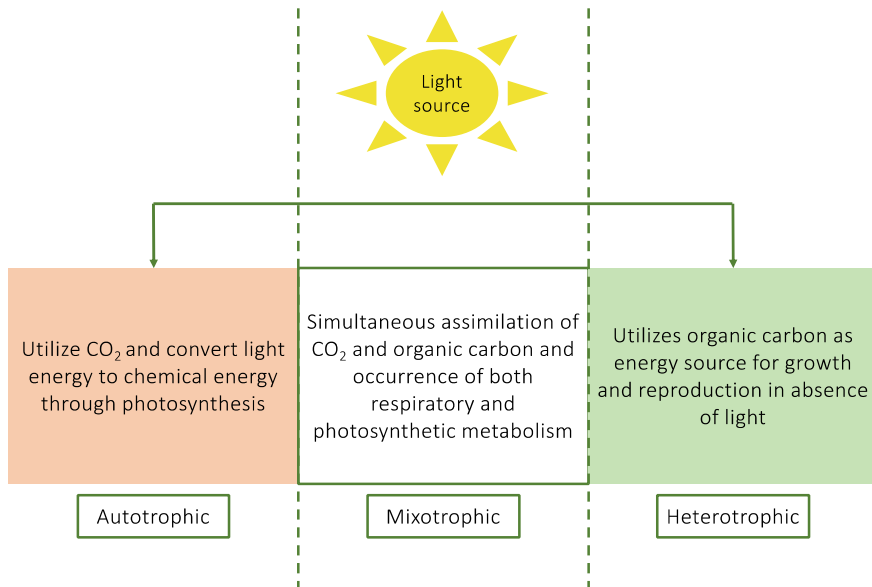 Light
source
Utilize CO₂ and convert light
energy to chemical energy
through photosynthesis
Simultaneous assimilation of
CO₂ and organic carbon and
occurrence of both
respiratory and
photosynthetic metabolism
Utilizes organic carbon as
energy source for growth
and reproduction in absence
of light
Autotrophic
Mixotrophic
Heterotrophic